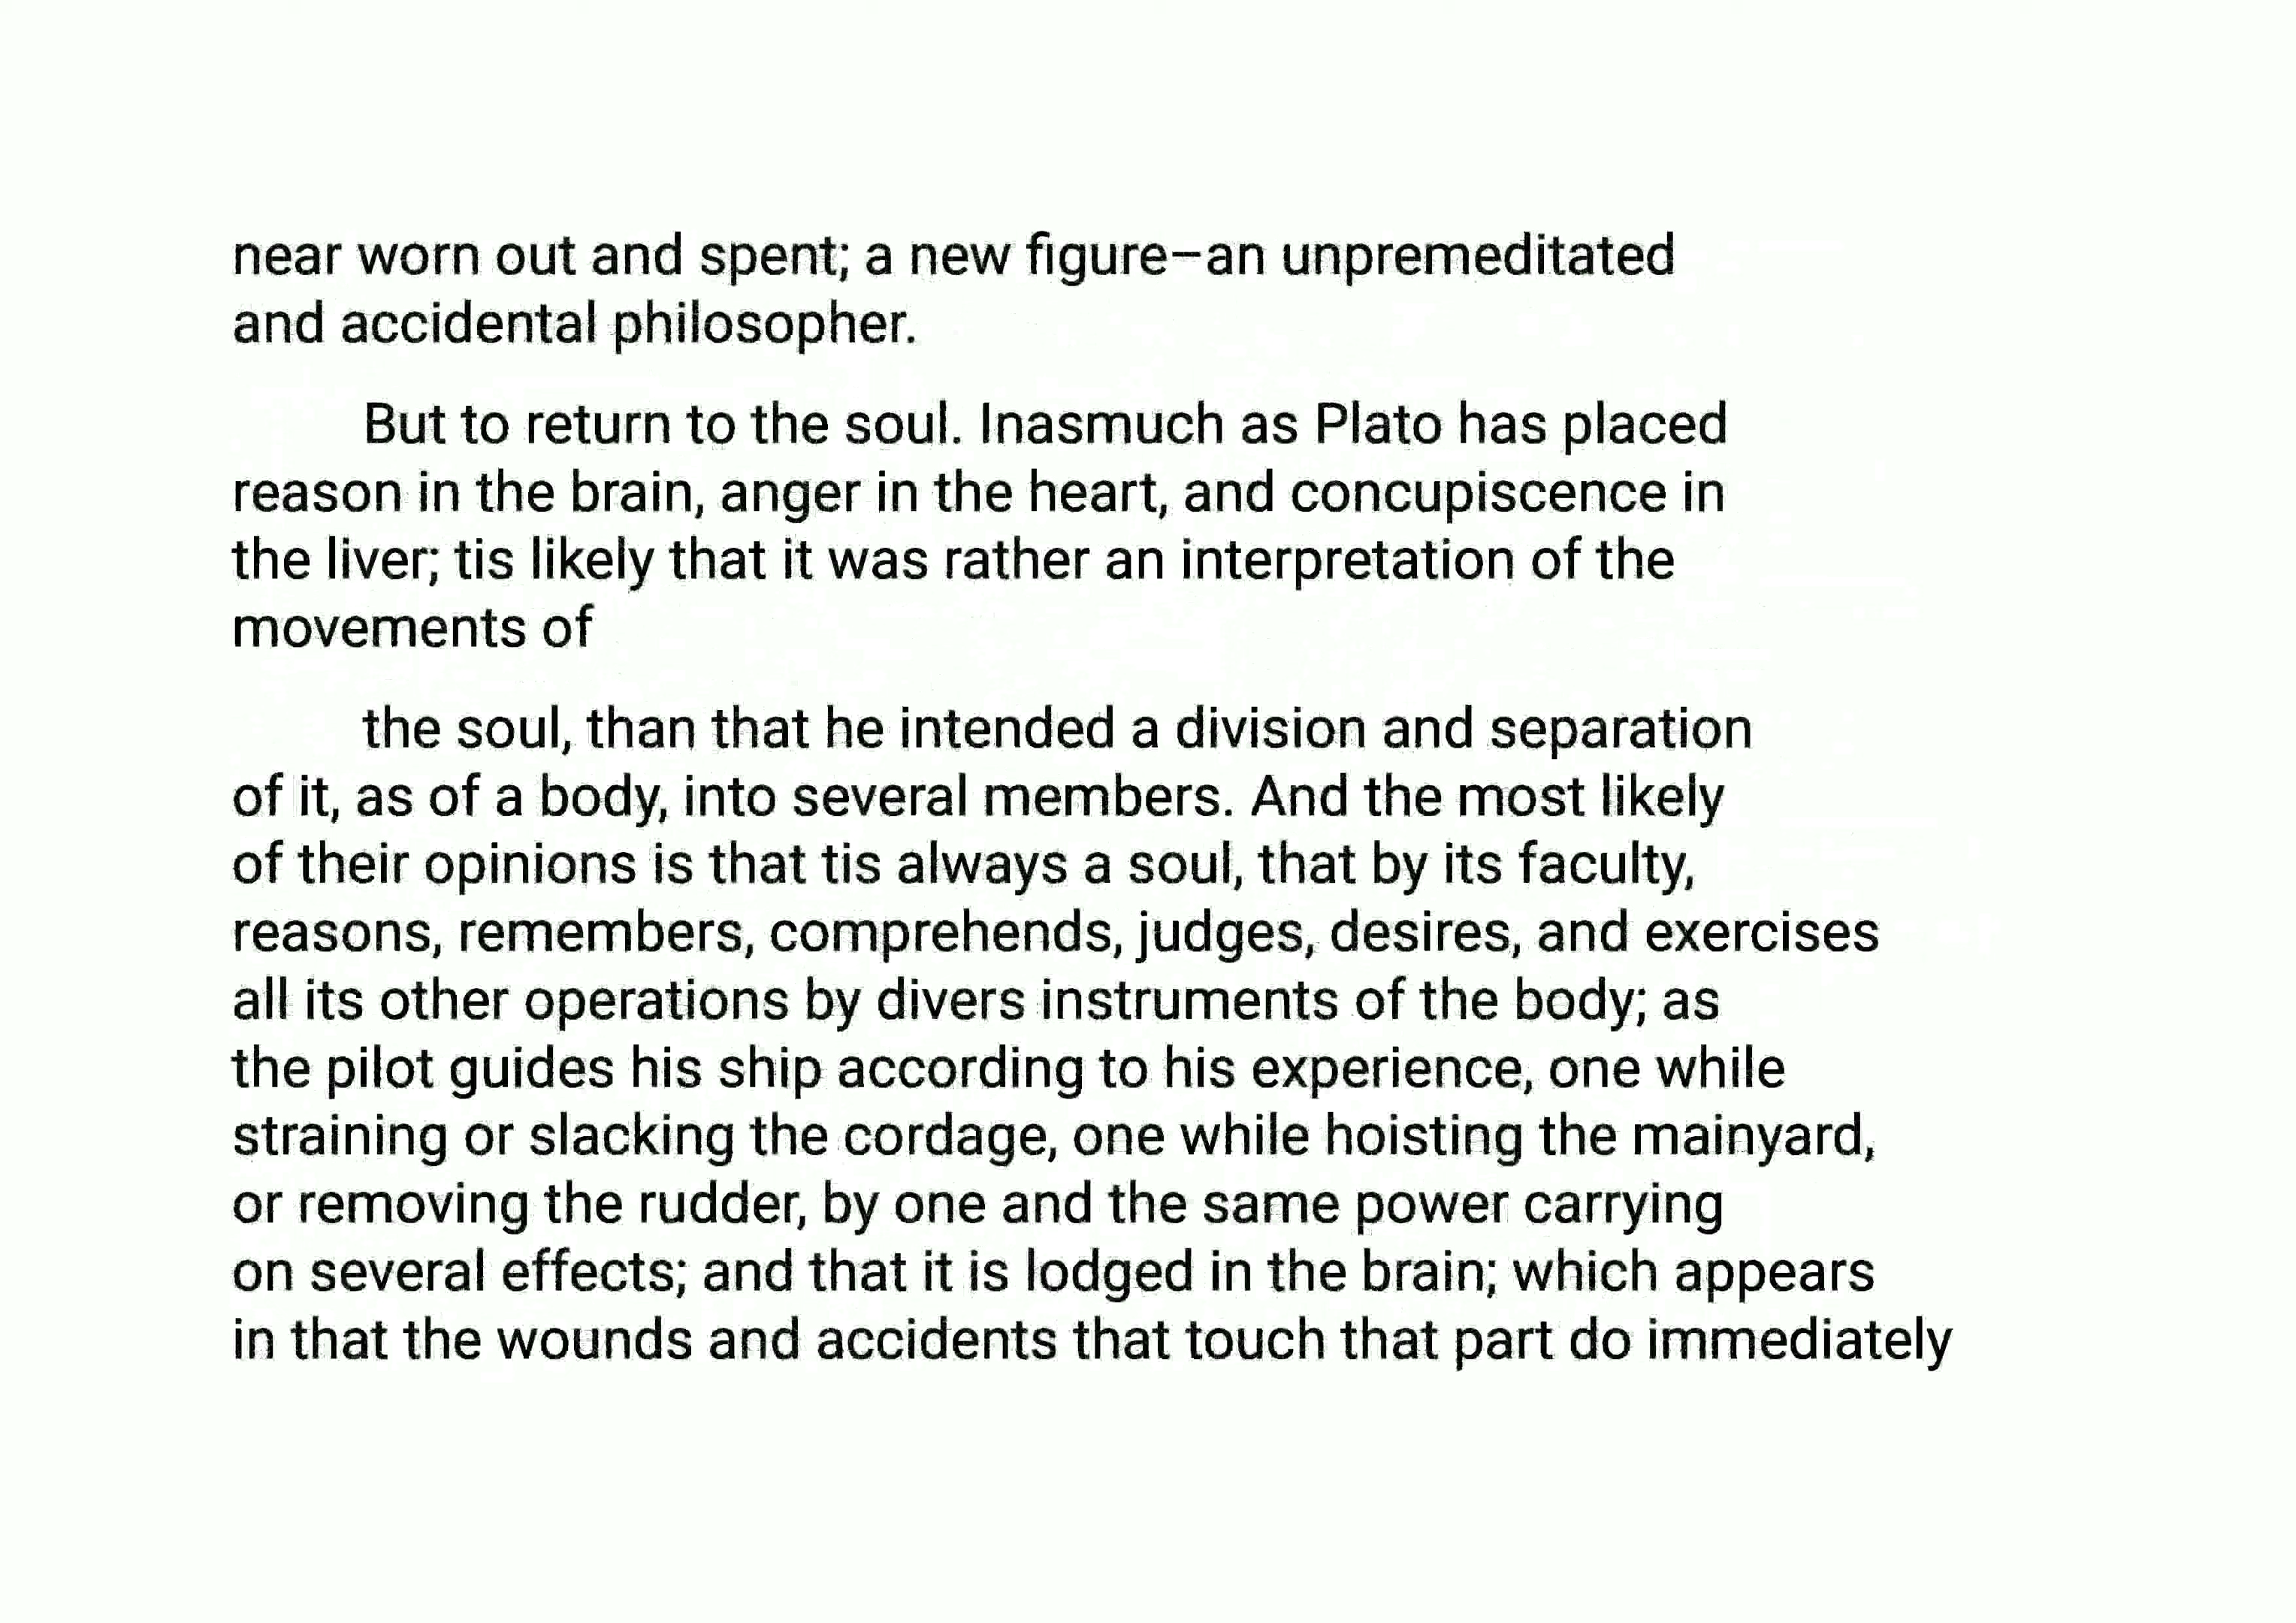 near worn out and spent; a new figure–an unpremeditated
and accidental philosopher.
But to return to the soul. Inasmuch as Plato has placed
reason in the brain, anger in the heart, and concupiscence in
the liver; tis likely that it was rather an interpretation of the
movements of
the soul, than that he intended a division and separation
of it, as of a body, into several members. And the most likely
of their opinions is that tis always a soul, that by its faculty,
reasons, remembers, comprehends, judges, desires, and exercises
all its other operations by divers instruments of the body; as
the pilot guides his ship according to his experience, one while
straining or slacking the cordage, one while hoisting the mainyard,
or removing the rudder, by one and the same power carrying
on several effects; and that it is lodged in the brain; which appears
in that the wounds and accidents that touch that part do immediately